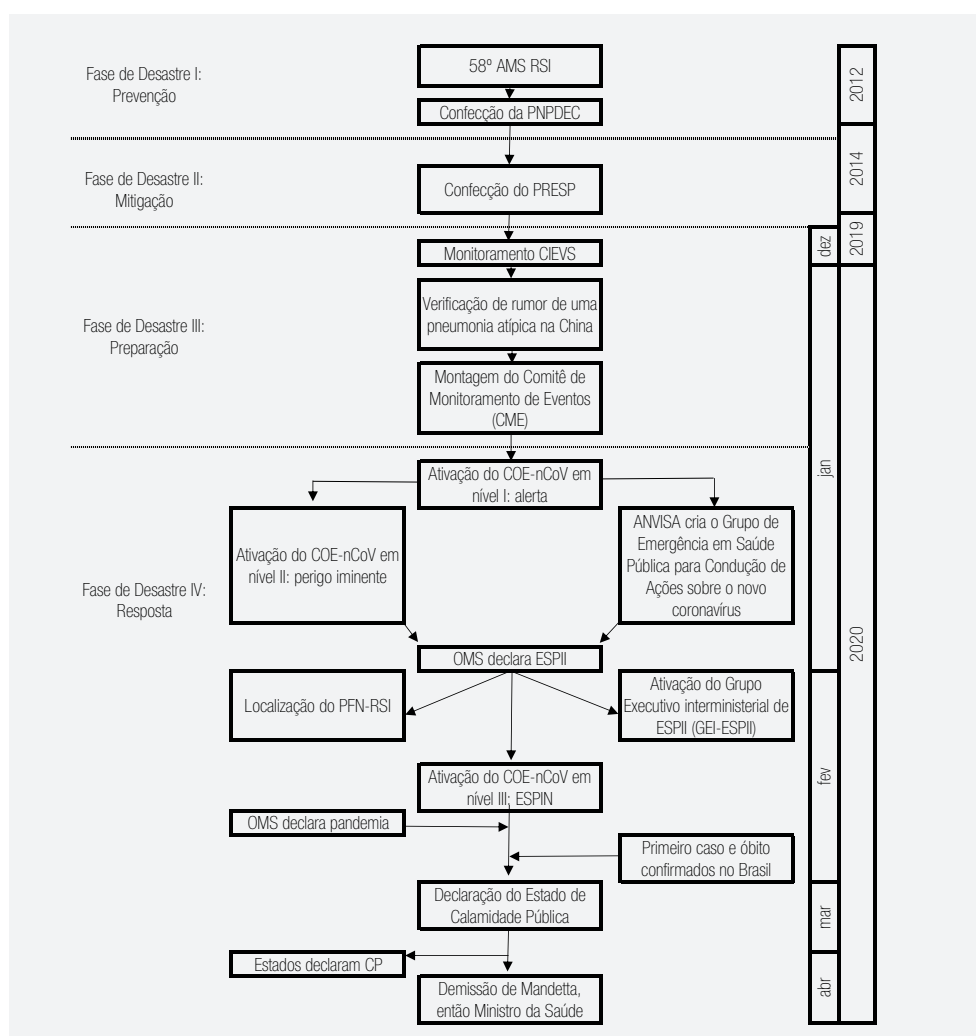 Fase de Desastre I:
Prevenção
58º AMS RSI
Confecção da PNPDEC
2012
Fase de Desastre II:
Mitigação
Confecção do PRESP
2014
Fase de Desastre III:
Preparação
Monitoramento CIEVS
dez
2019
Verificação de rumor de uma
pneumonia atípica na China
Montagem do Comitê de
Monitoramento de Eventos
(CME)
Fase de Desastre IV:
Resposta
Ativação do COE-nCoV em
nível I: alerta
jan
Ativação do COE-nCoV em
nível II: perigo iminente
ANVISA cria o Grupo de
Emergência em Saúde
Pública para Condução de
Ações sobre o novo
coronavírus
2020
OMS declara ESPII
Localização do PFN-RSI
Ativação do Grupo
Executivo interministerial de
ESPII (GEI-ESPII)
fev
Ativação do COE-nCoV em
nível III; ESPIN
OMS declara pandemia
Primeiro caso e óbito
confirmados no Brasil
Declaração do Estado de
Calamidade Pública
mar
Estados declaram CP
Demissão de Mandetta,
então Ministro da Saúde
abr